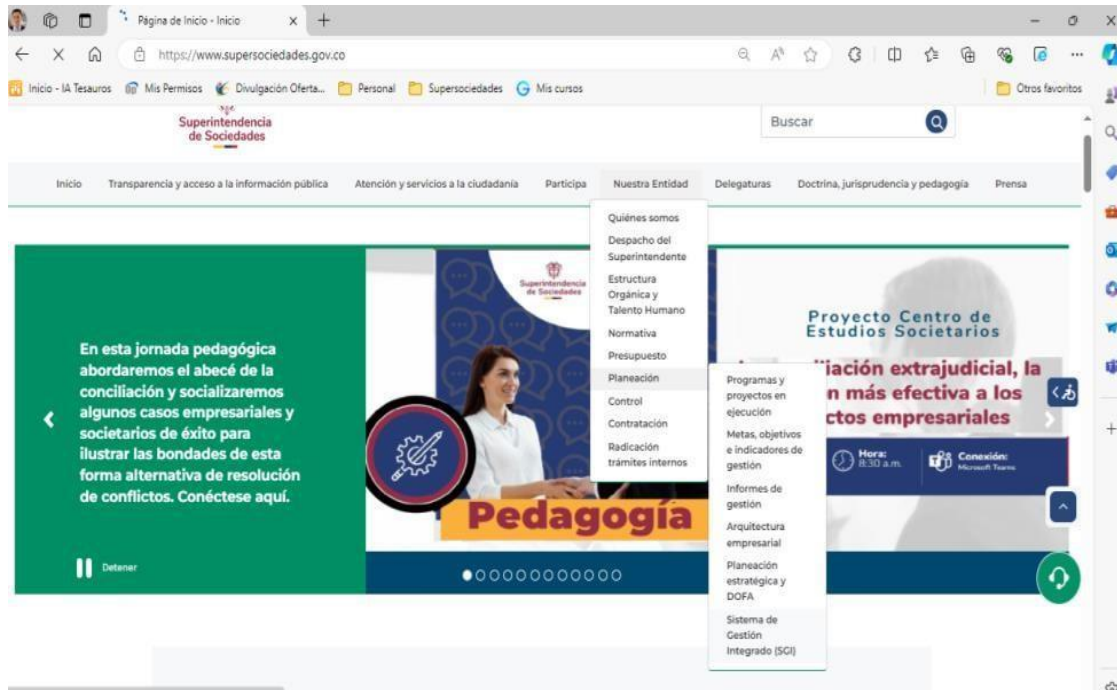 Página de Inicio - Inicio
https://www.supersociedades.gov.co
Inicio - IA Tesauros Mis Permisos Divulgación Oferta... Personal Supersociedades Mis cursos Otros favoritos
Superintendencia
de Sociedades
Buscar
Inicio Transparencia y acceso a la información pública Atención y servicios a la ciudadanía Participa Nuestra Entidad Delegaturas Doctrina, jurisprudencia y pedagogía Prensa
Quiénes somos
Despacho del
Superintendente
Estructura
Orgánica y
Talento Humano
Normativa
Presupuesto
Planeación
Control
Contratación
Radicación
trámites internos
Programas y
proyectos en
ejecución
Metas, objetivos
e indicadores de
gestión
Informes de
gestión
Arquitectura
empresarial
Planeación
estratégica y
DOFA
Sistema de
Gestión
Integrado (SGI)
En esta jornada pedagógica
abordaremos el abecé de la
conciliación y socializaremos
algunos casos empresariales y
societarios de éxito para
ilustrar las bondades de esta
forma alternativa de resolución
de conflictos. Conéctese aquí.
Detener
Superintendencia
de Sociedades
Pedagogía
Proyecto Centro de
Estudios Societarios
iación extrajudicial, la
n más efectiva a los
ctos empresariales
Hora:
8:30 a.m.
Conexión:
Microsoft Teams